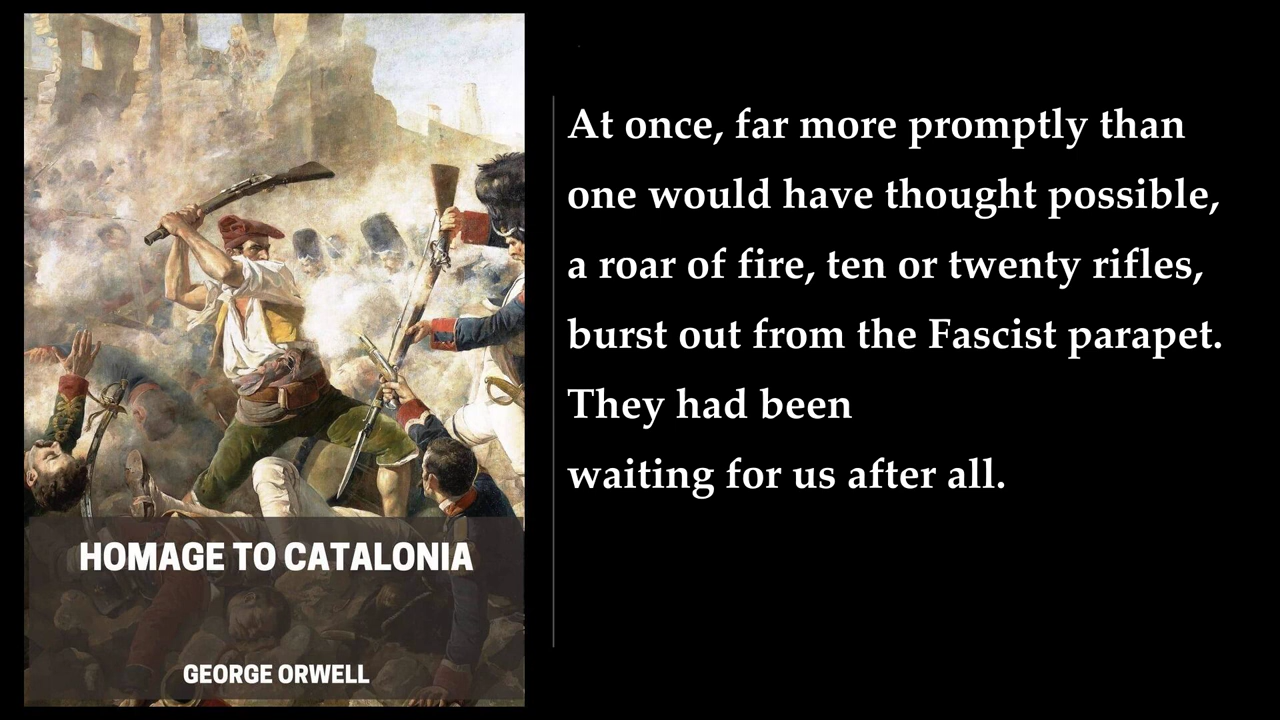 HOMAGE TO CATALONIA
GEORGE ORWELL
At once, far more promptly than
one would have thought possible,
a roar of fire, ten or twenty rifles,
burst out from the Fascist parapet.
They had been
waiting for us after all.